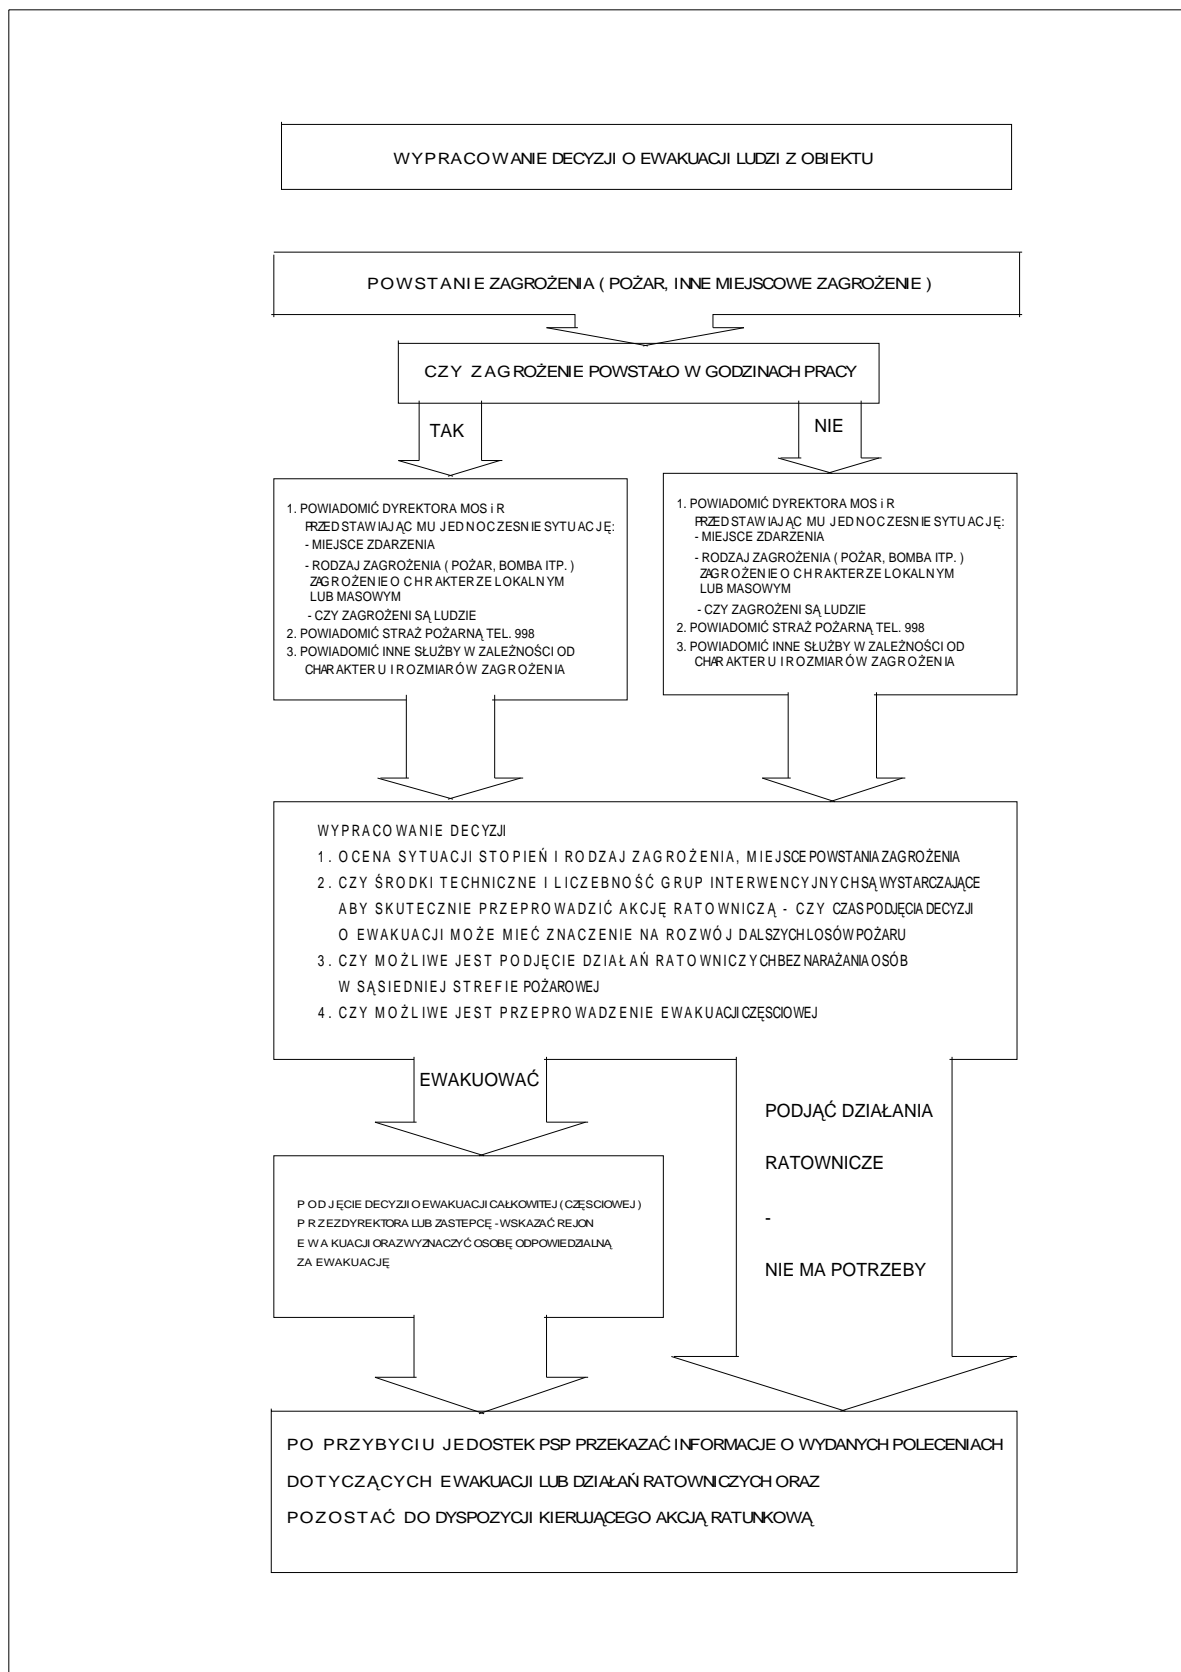 WYPRACOWANIE DECYZJI O EWAKUACJI LUDZI Z OBIEKTU
POWSTANIE ZAGROŻENIA ( POŻAR, INNE MIEJSCOWE ZAGROŻENIE )
CZY ZAGROŻENIE POWSTAŁO W GODZINACH PRACY
TAK
NIE
1. POWIADOMIĆ DYREKTORA MOS i R
PRZEDSTAWIAJĄC MU JEDNOCZESNIE SYTUACJĘ:
- MIEJSCE ZDARZENIA
- RODZAJ ZAGROŻENIA ( POŻAR, BOMBA ITP. )
ZAGROŻENIE O CHRAKTERZE LOKALNYM
LUB MASOWYM
- CZY ZAGROŻENI SĄ LUDZIE
2. POWIADOMIĆ STRAŻ POŻARNĄ TEL. 998
3. POWIADOMIĆ INNE SŁUŻBY W ZALEŻNOŚCI OD
CHARAKTERU I ROZMIARÓW ZAGROŻENIA
1. POWIADOMIĆ DYREKTORA MOS i R
PRZEDSTAWIAJĄC MU JEDNOCZESNIE SYTUACJĘ:
- MIEJSCE ZDARZENIA
- RODZAJ ZAGROŻENIA ( POŻAR, BOMBA ITP. )
ZAGROŻENIE O CHRAKTERZE LOKALNYM
LUB MASOWYM
- CZY ZAGROŻENI SĄ LUDZIE
2. POWIADOMIĆ STRAŻ POŻARNĄ TEL. 998
3. POWIADOMIĆ INNE SŁUŻBY W ZALEŻNOŚCI OD
CHARAKTERU I ROZMIARÓW ZAGROŻENIA
WYPRACOWANIE DECYZJI
1. OCENA SYTUACJI STOPIEŃ I RODZAJ ZAGROŻENIA, MIEJSCE POWSTANIA ZAGROŻENIA
2. CZY ŚRODKI TECHNICZNE I LICZEBNOŚĆ GRUP INTERWENCYJNYCH SĄ WYSTARCZAJĄCE
ABY SKUTECZNIE PRZEPROWADZIĆ AKCJĘ RATOWNICZĄ - CZY CZAS PODJĘCIA DECYZJI
O EWAKUACJI MOŻE MIEĆ ZNACZENIE NA ROZWÓJ DALSZYCH LOSÓW POŻARU
3. CZY MOŻLIWE JEST PODJĘCIE DZIAŁAŃ RATOWNICZYCH BEZ NARAŻANIA OSÓB
W SĄSIEDNIEJ STREFIE POŻAROWEJ
4. CZY MOŻLIWE JEST PRZEPROWADZENIE EWAKUACJI CZĘSCIOWEJ
EWAKUOWAĆ
PODJĄĆ DZIAŁANIA
RATOWNICZE
-
NIE MA POTRZEBY
PODJĘCIE DECYZJI O EWAKUACJI CAŁKOWITEJ ( CZĘSCIOWEJ )
PRZEZ DYREKTORA LUB ZASTEPCĘ - WSKAZAĆ REJON
EWAKUACJI ORAZ WYZNACZYĆ OSOBĘ ODPOWIEDZIALNĄ
ZA EWAKUACJĘ
PO PRZYBYCIU JEDOSTEK PSP PRZEKAZAĆ INFORMACJE O WYDANYCH POLECENIACH
DOTYCZĄCYCH EWAKUACJI LUB DZIAŁAŃ RATOWNICZYCH ORAZ
POZOSTAĆ DO DYSPOZYCJI KIERUJĄCEGO AKCJĄ RATUNKOWĄ